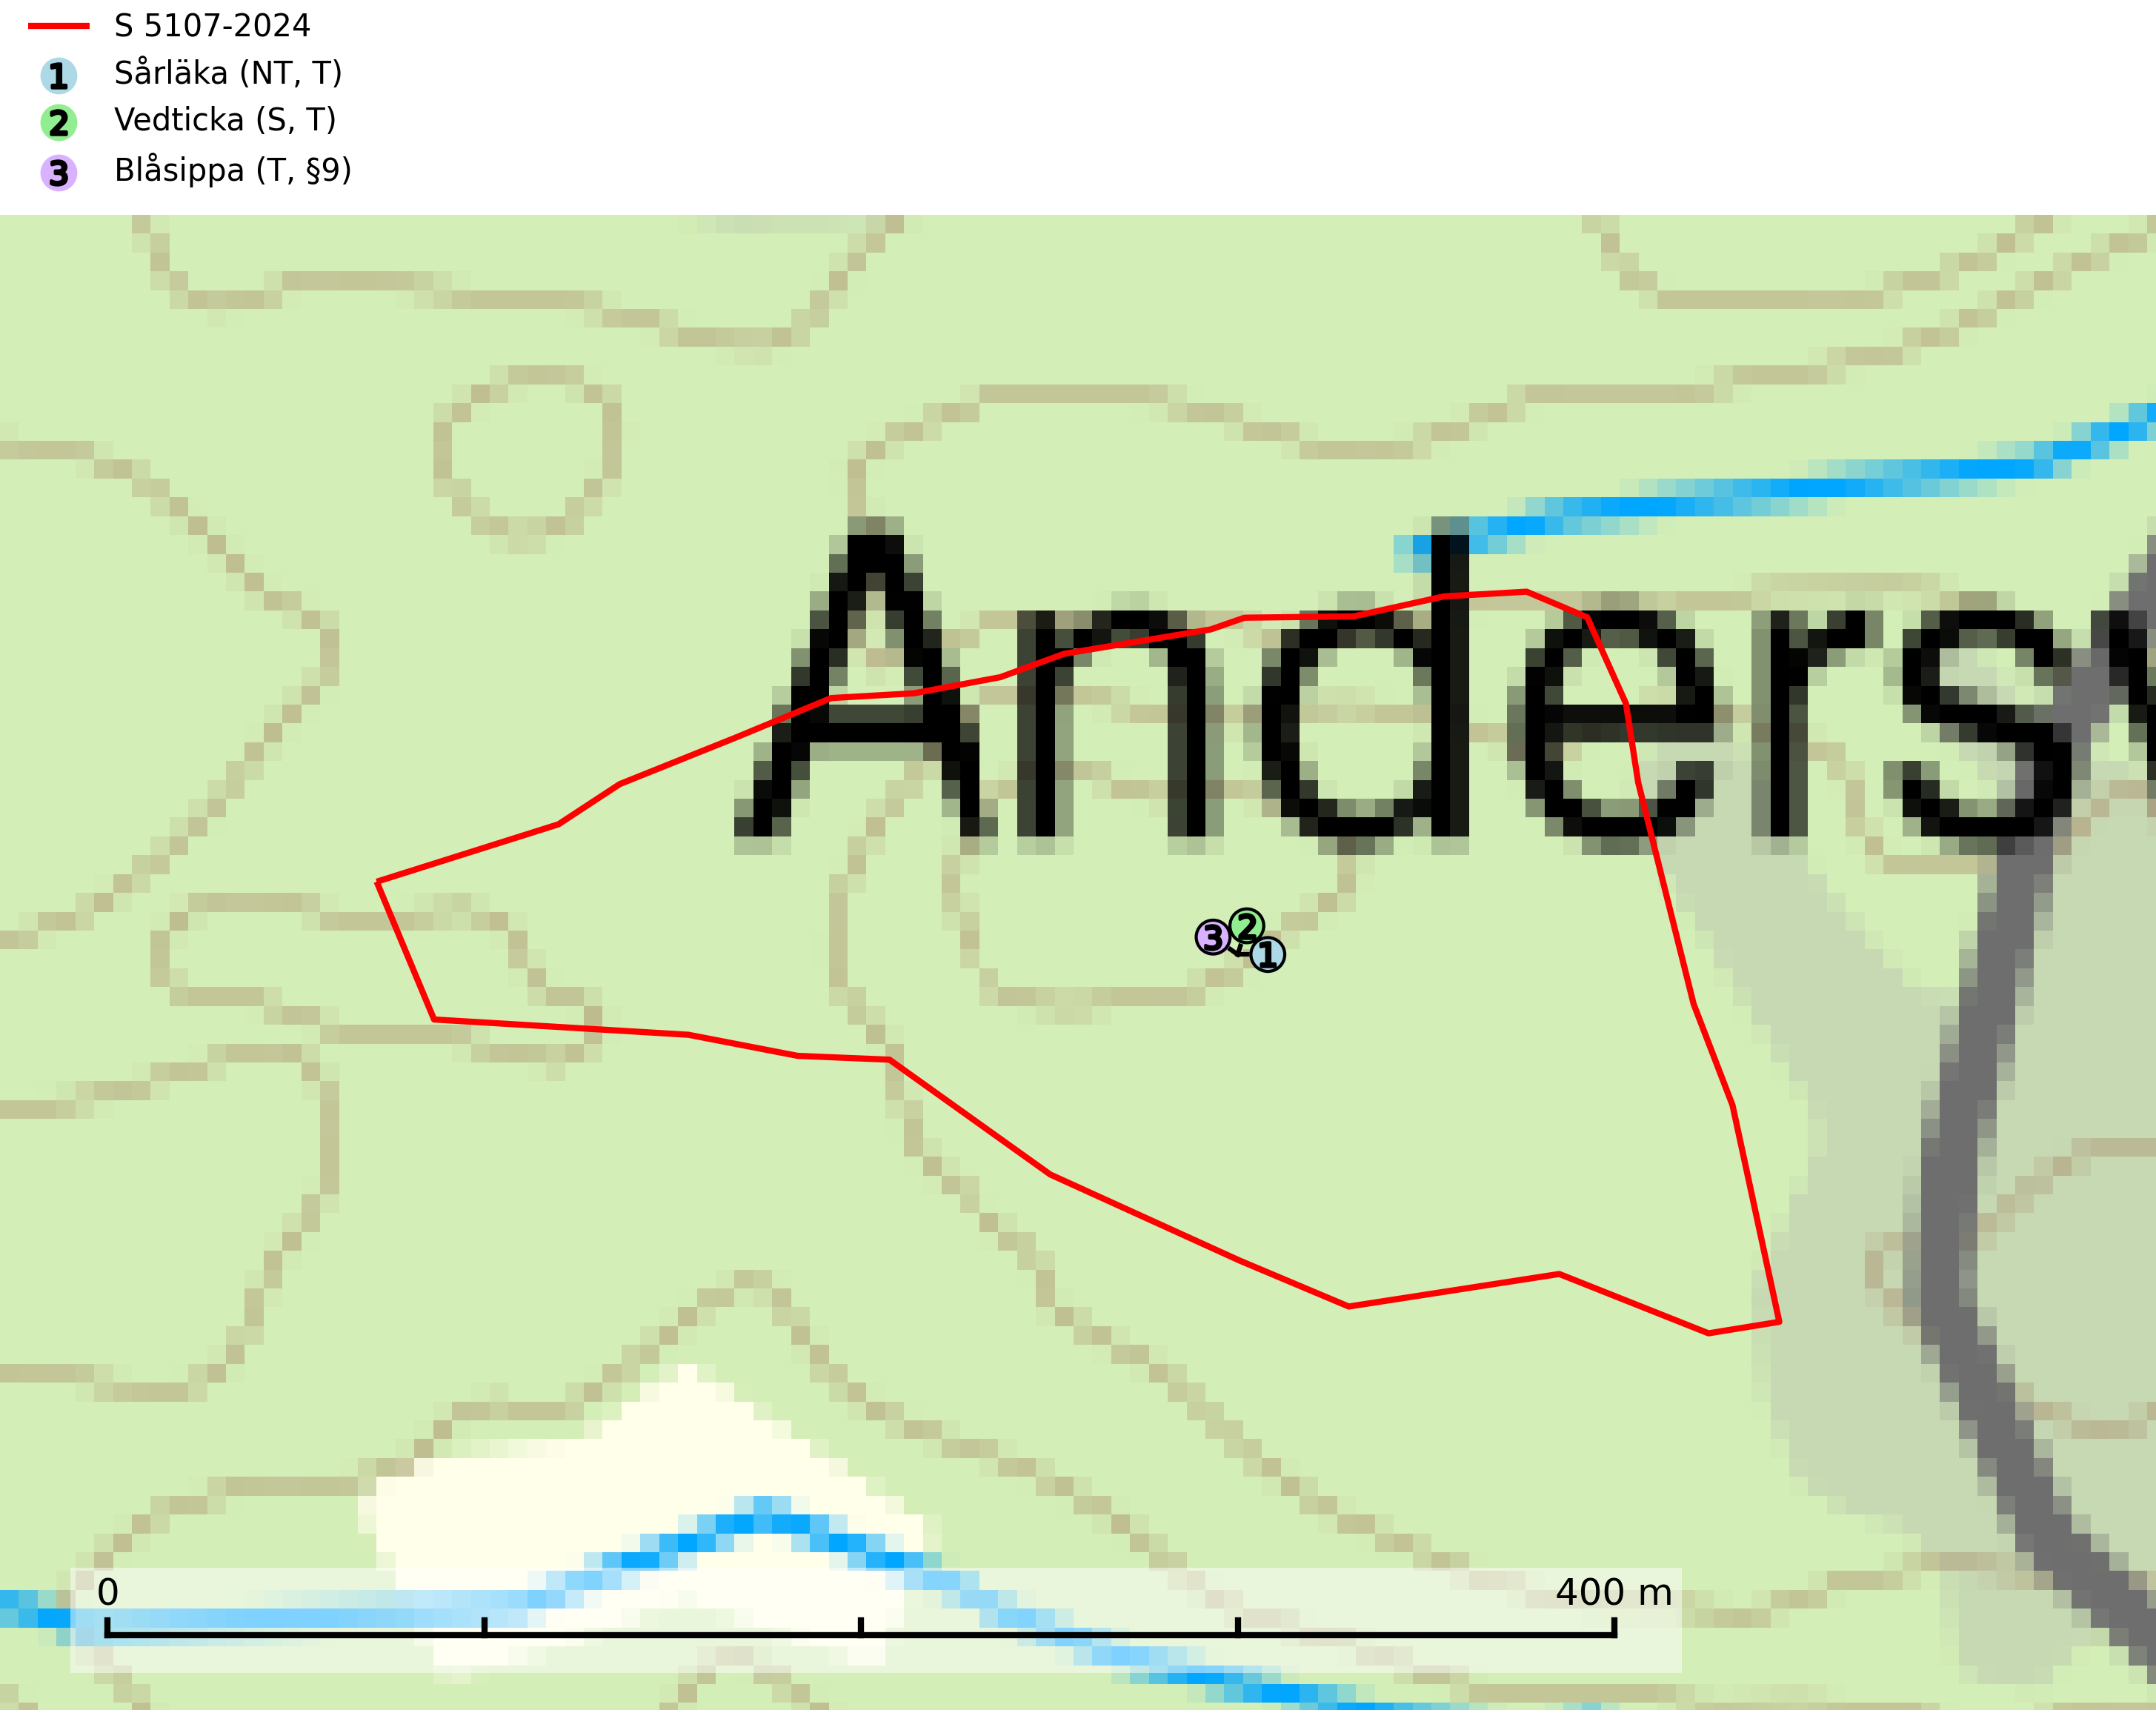 S 5107-2024
1 Sårläka (NT, T)
2 Vedticka (S, T)
3 Blåsippa (T, §9)
Anders
3 2 1
0 400 m